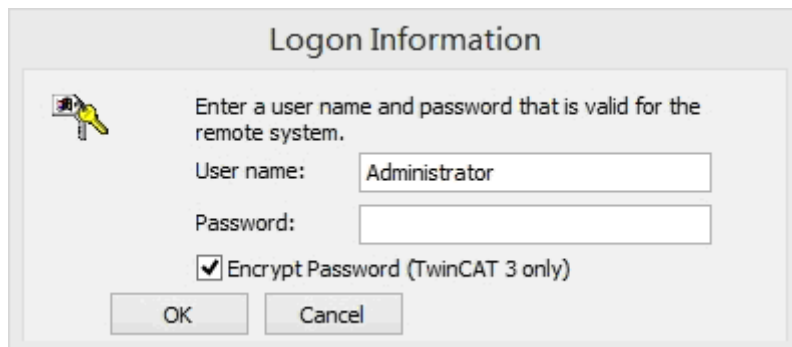 Logon Information
Enter a user name and password that is valid for the
remote system.
User name: Administrator
Password:
Encrypt Password (TwinCAT 3 only)
OK Cancel